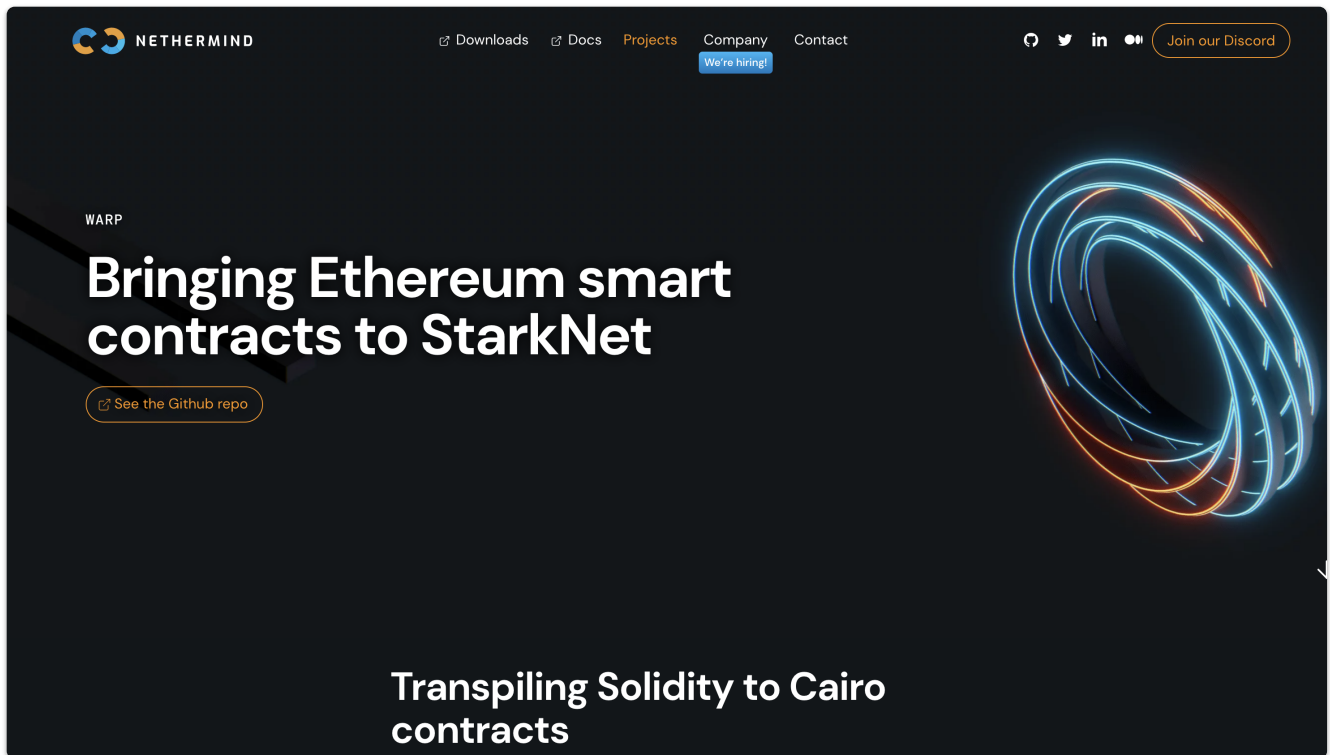 NETHERMIND
Downloads Docs Projects Company Contact
We're hiring!
Join our Discord
WARP
Bringing Ethereum smart
contracts to StarkNet
See the Github repo
Transpiling Solidity to Cairo
contracts